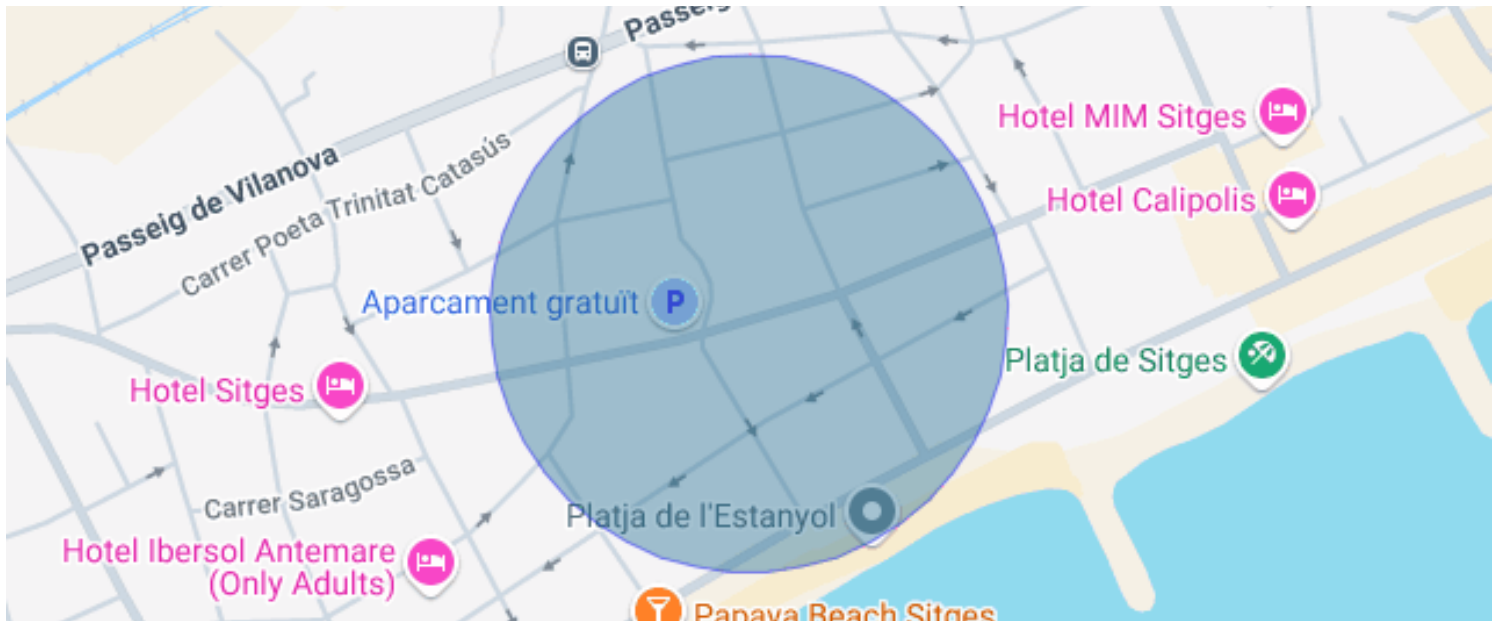 Passeig
Hotel MIM Sitges
Passeig de Vilanova
Carrer Poeta Trinitat Catasús
Hotel Calipolis
Aparcament gratuït
P
Platja de Sitges
Hotel Sitges
Carrer Saragossa
Platja de l'Estanyol
Hotel Ibersol Antemare
(Only Adults)
Papaya Beach Sitges